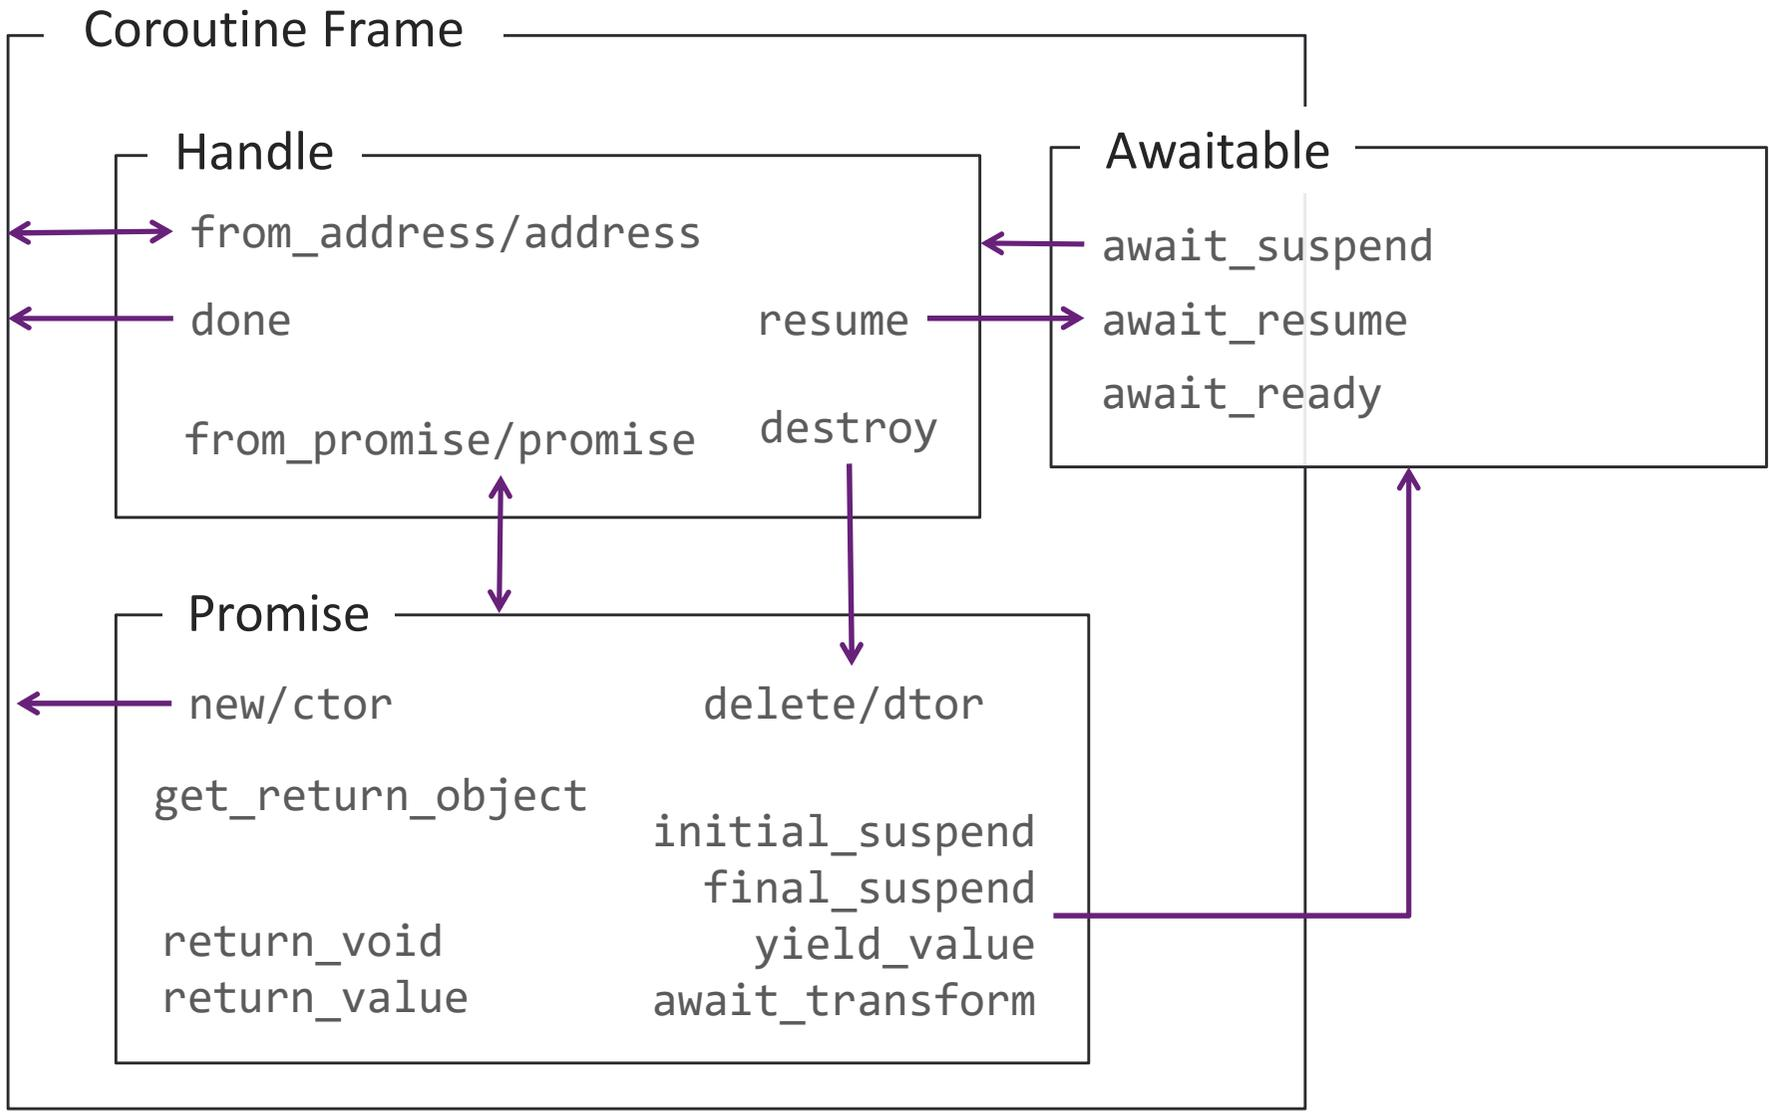 Coroutine Frame
Handle
from_address/address
done
resume
from_promise/promise
destroy
Awaitable
await_suspend
await_resume
await_ready
Promise
new/ctor
delete/dtor
get_return_object
return_void
return_value
initial_suspend
final_suspend
yield_value
await_transform